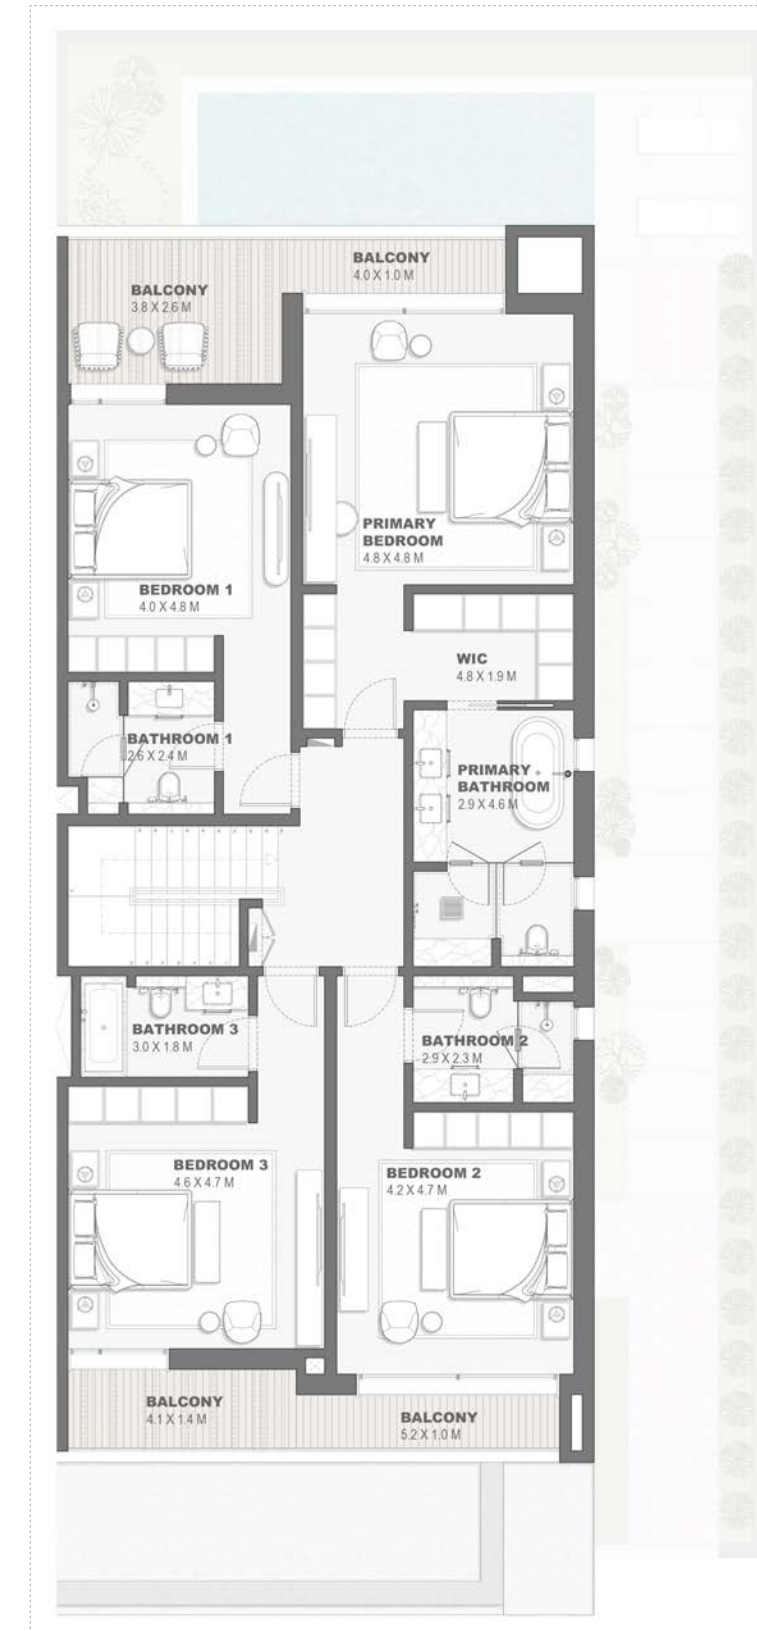 BALCONY
4.0 X 1.0 M
BALCONY
3.8 X 2.6 M
PRIMARY
BEDROOM
4.8 X 4.8 M
BEDROOM 1
4.0 X 4.8 M
WIC
4.8 X 1.9 M
BATHROOM 1
2.6 X 2.4 M
PRIMARY
BATHROOM
2.9 X 4.6 M
BATHROOM 3
3.0 X 1.8 M
BATHROOM 2
2.9 X 2.3 M
BEDROOM 3
4.6 X 4.7 M
BEDROOM 2
4.2 X 4.7 M
BALCONY
4.1 X 1.4 M
BALCONY
5.2 X 1.0 M